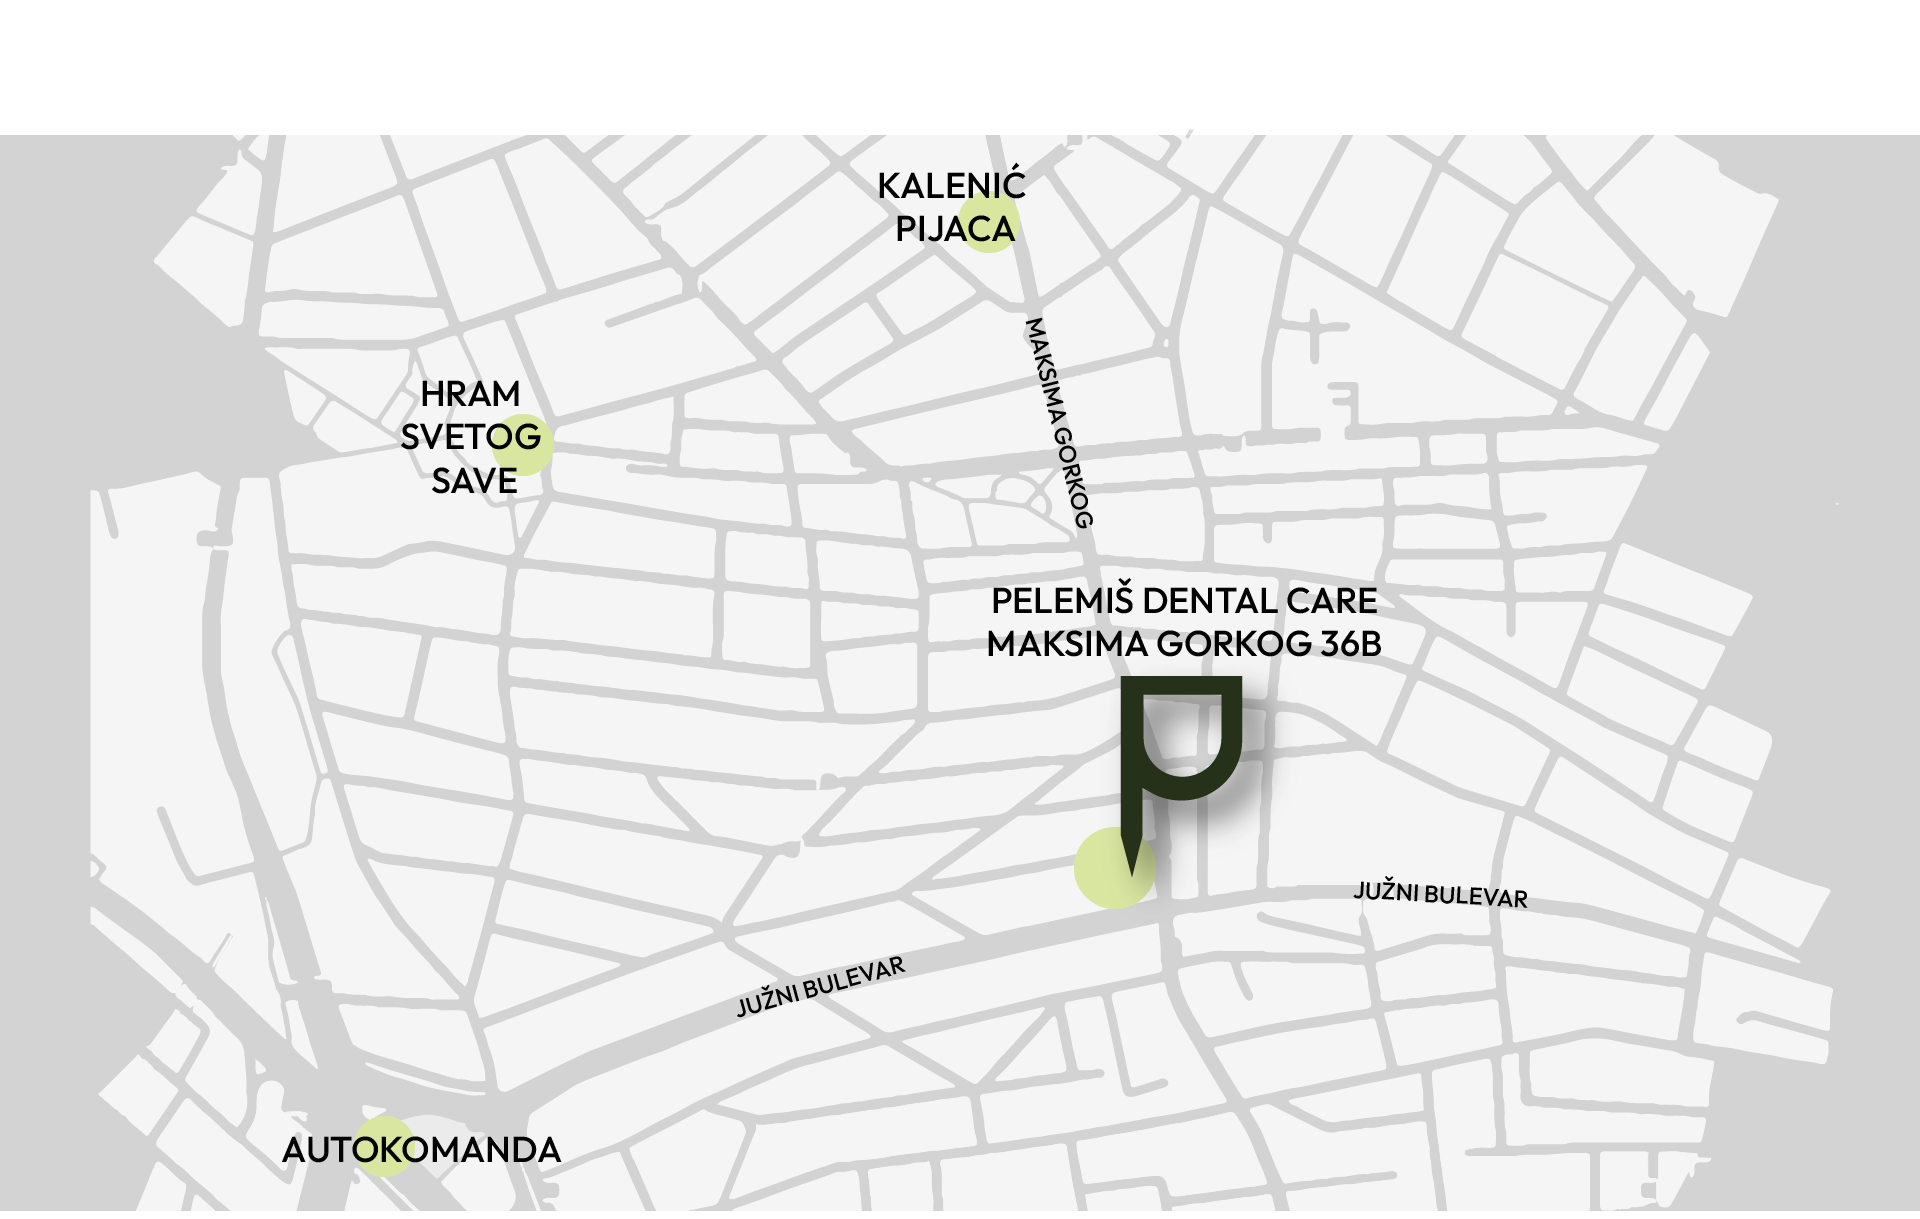 KALENIĆ
PIJACA
MAKSIMA GORKOG
HRAM
SVETOG
SAVE
PELEMIŠ DENTAL CARE
MAKSIMA GORKOG 36B
JUŽNI BULEVAR
JUŽNI BULEVAR
AUTOKOMANDA